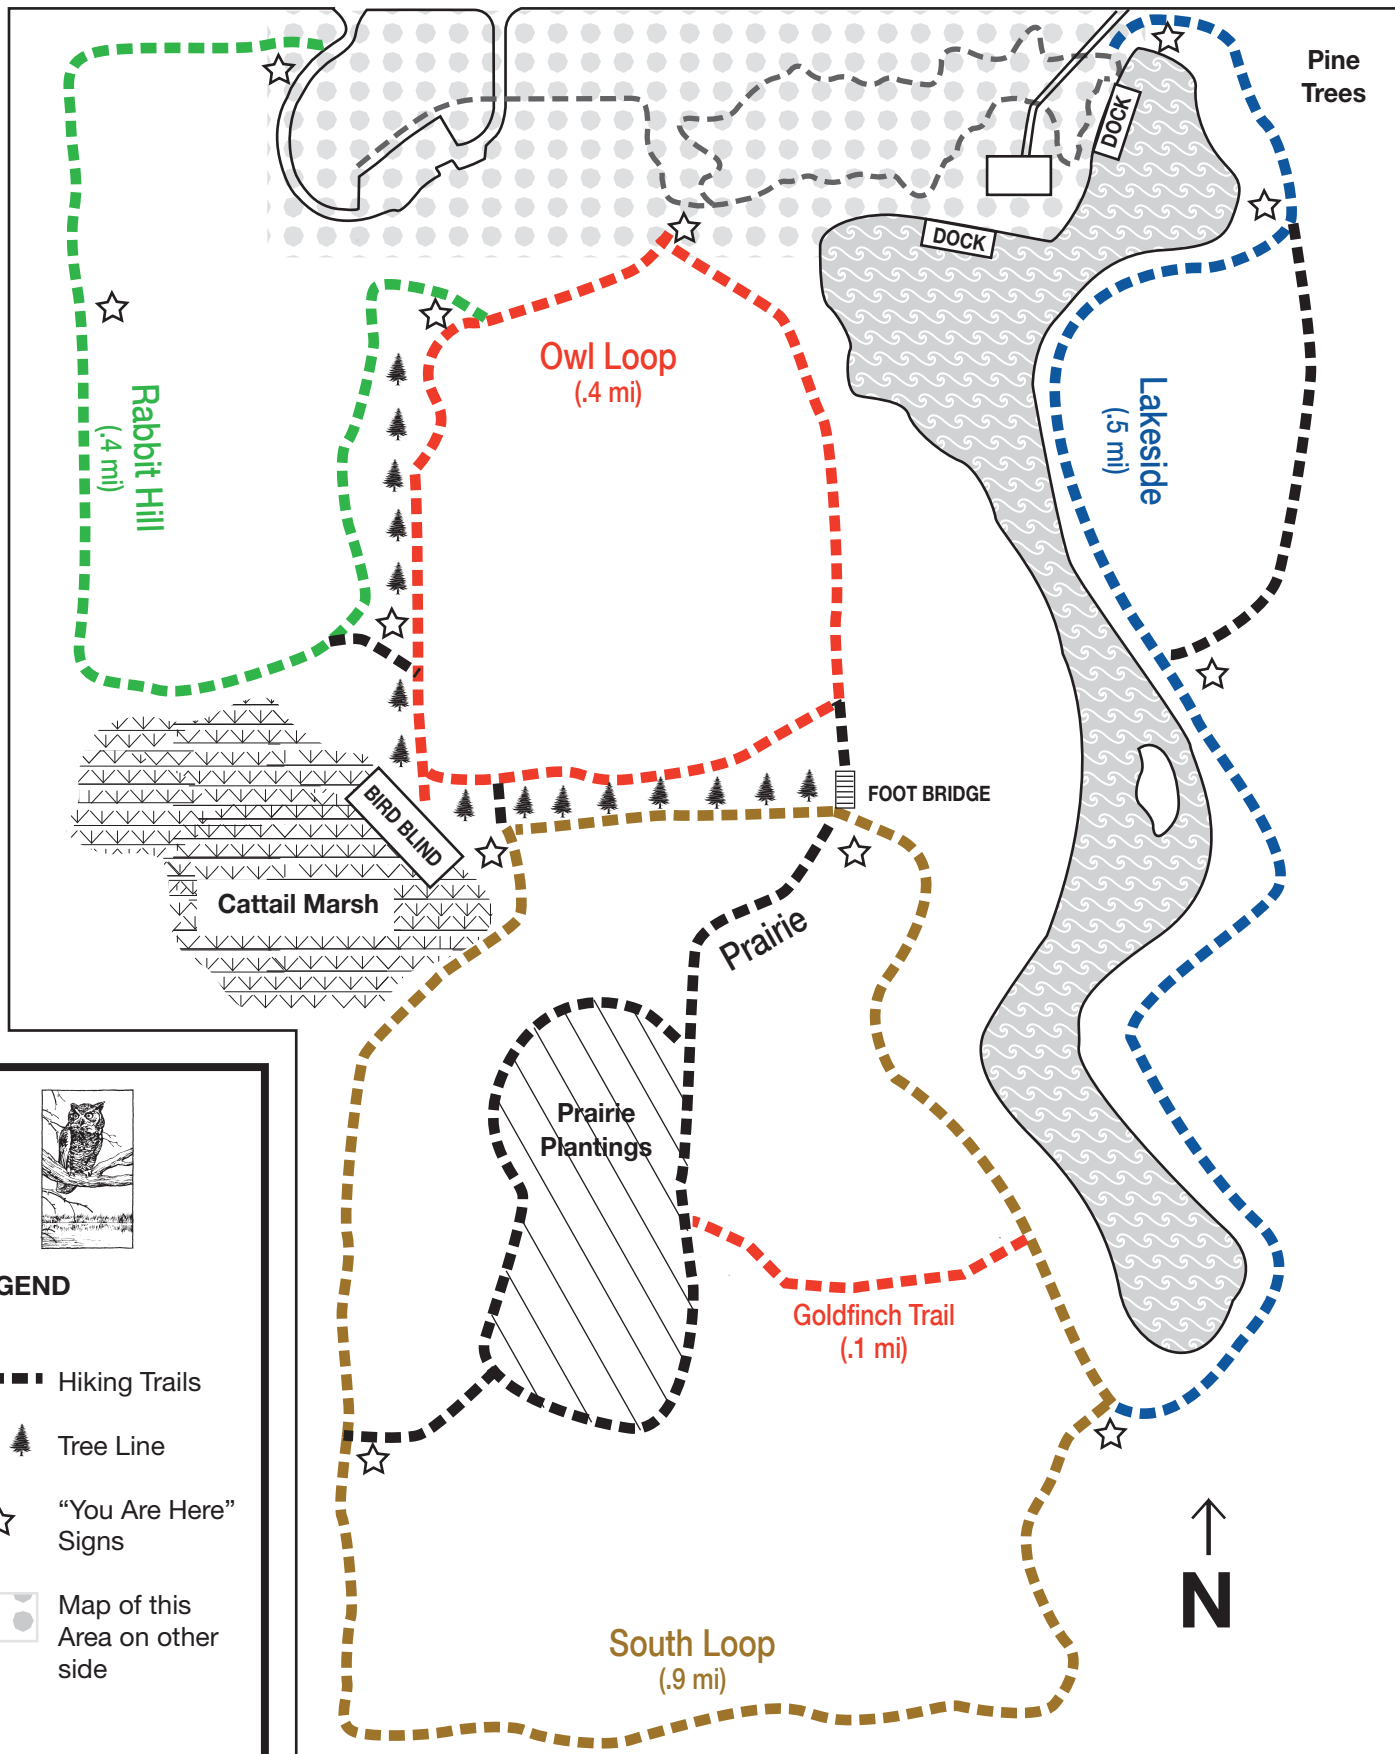 Pine
Trees
DOCK
DOCK
Owl Loop
(.4 mi)
Rabbit Hill
(.4 mi)
Lakeside
(.5 mi)
FOOT BRIDGE
BIRD BLIND
Cattail Marsh
Prairie
Prairie
Plantings
Goldfinch Trail
(.1 mi)
GEND
Hiking Trails
Tree Line
“You Are Here”
Signs
Map of this
Area on other
side
N
South Loop
(.9 mi)